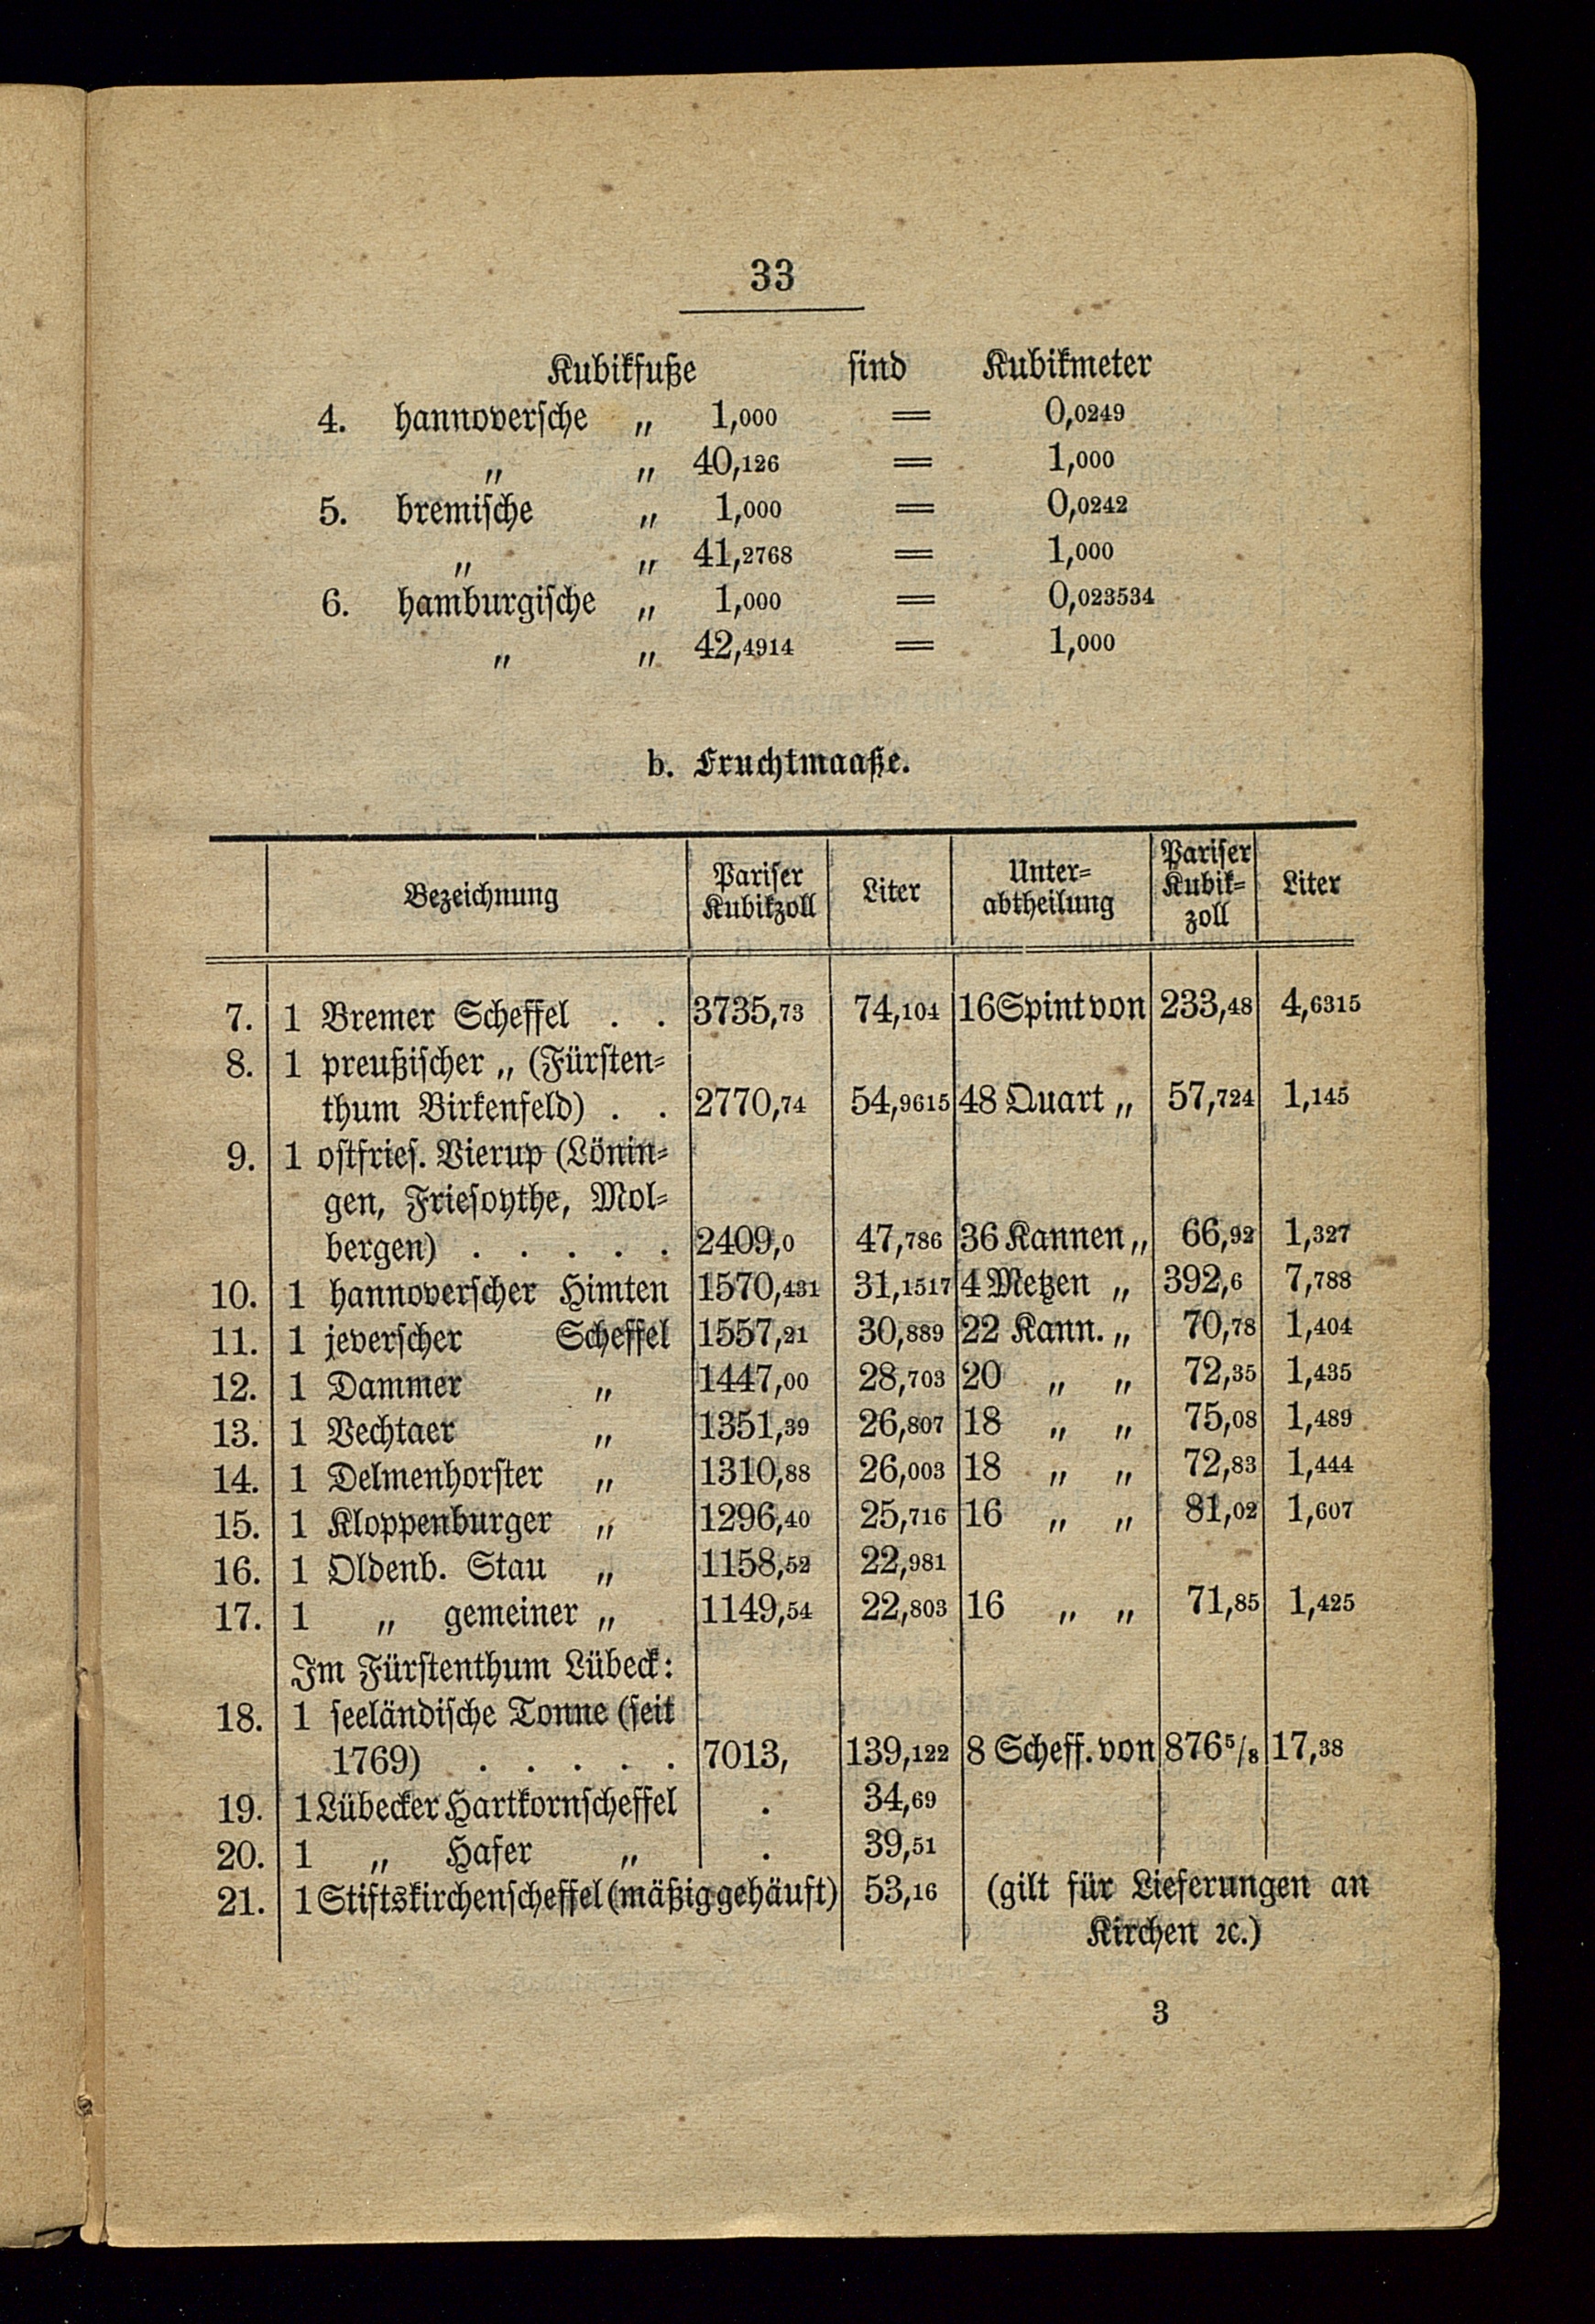 33
Kubikfuße sind Kubikmeter
4. hannoversche „ 1,000 = 0,0249
„ „ 40,126 = 1,000
5. bremische „ 1,000 = 0,0242
„ „ 41,2768 = 1,000
6. hamburgische „ 1,000 = 0,023534
„ „ 42,4914 = 1,000
b. Fruchtmaaße.
Bezeichnung Pariser Kubikzoll Liter Unter-abtheilung Pariser Kubik-zoll Liter
7. 1 Bremer Scheffel . . 3735,73 74,104 16 Spint von 233,48 4,6315
8. 1 preußischer „ (Fürsten-
thum Birkenfeld) . . 2770,74 54,9615 48 Quart „ 57,724 1,145
9. 1 ostfries. Vierup (Lönin-
gen, Friesoythe, Mol-
bergen) . . . . . 2409,0 47,786 36 Kannen „ 66,92 1,327
10. 1 hannoverscher Himten 1570,431 31,1517 4 Metzen „ 392,6 7,788
11. 1 jeverscher Scheffel 1557,21 30,889 22 Kann. „ 70,78 1,404
12. 1 Dammer „ 1447,00 28,703 20 „ „ 72,35 1,435
13. 1 Vechtaer „ 1351,39 26,807 18 „ „ 75,08 1,489
14. 1 Delmenhorster „ 1310,88 26,003 18 „ „ 72,83 1,444
15. 1 Kloppenburger „ 1296,40 25,716 16 „ „ 81,02 1,607
16. 1 Oldenb. Stau „ 1158,52 22,981
17. 1 „ gemeiner „ 1149,54 22,803 16 „ „ 71,85 1,425
Im Fürstenthum Lübeck:
18. 1 seeländische Tonne (seit
1769) . . . . . 7013, 139,122 8 Scheff. von 876⁵/₈ 17,38
19. 1 Lübecker Hartkornscheffel . 34,69
20. 1 „ Hafer „ . 39,51
21. 1 Stiftskirchenscheffel (mäßig gehäuft) 53,16 (gilt für Lieferungen an
Kirchen ꝛc.)
3